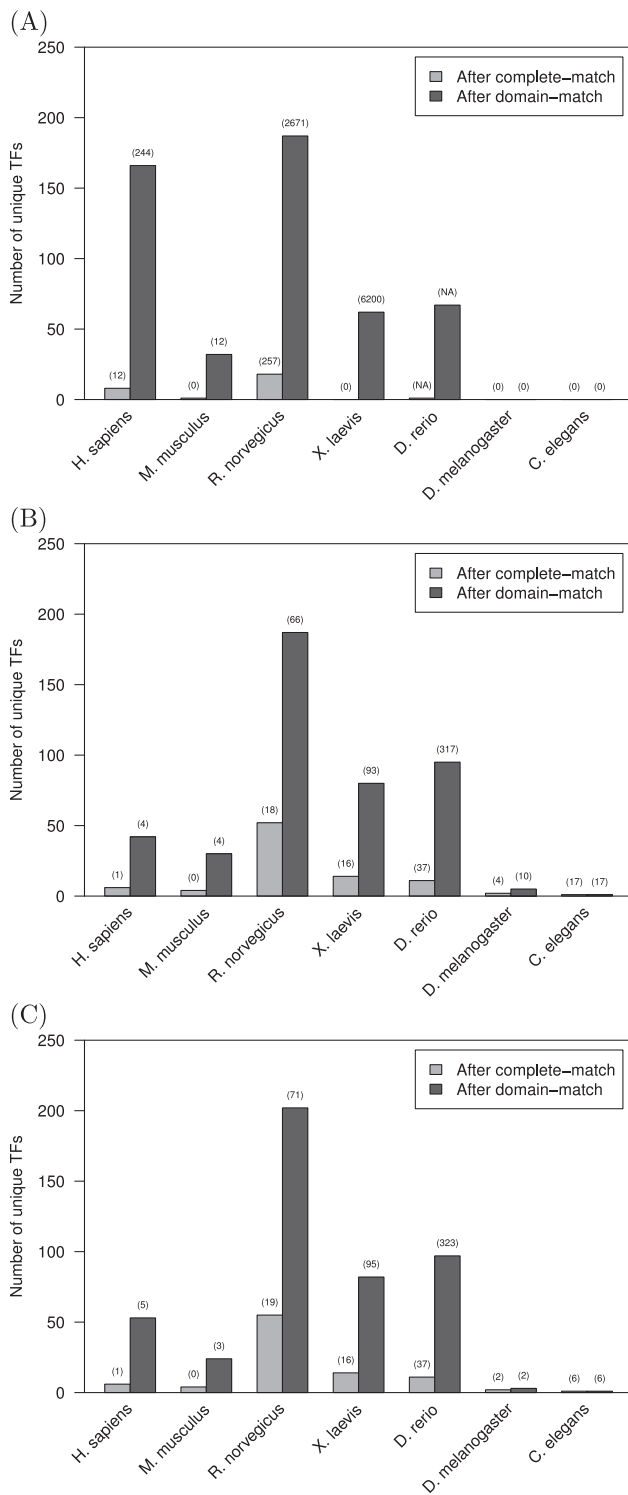 (A)
Number of unique TFs
250
200
150
100
50
0
After complete−match
After domain−match
(12)
(244)
(0)
(12)
(257)
(2671)
(0)
(6200)
(NA)
(NA)
(0)
(0)
(0)
(0)
H. sapiens
M. musculus
R. norvegicus
X. laevis
D. rerio
D. melanogaster
C. elegans
(B)
Number of unique TFs
250
200
150
100
50
0
After complete−match
After domain−match
(1)
(4)
(0)
(4)
(18)
(66)
(16)
(93)
(37)
(317)
(4)
(10)
(17)
(17)
H. sapiens
M. musculus
R. norvegicus
X. laevis
D. rerio
D. melanogaster
C. elegans
(C)
Number of unique TFs
250
200
150
100
50
0
After complete−match
After domain−match
(1)
(5)
(0)
(3)
(19)
(71)
(16)
(95)
(37)
(323)
(2)
(2)
(6)
(6)
H. sapiens
M. musculus
R. norvegicus
X. laevis
D. rerio
D. melanogaster
C. elegans